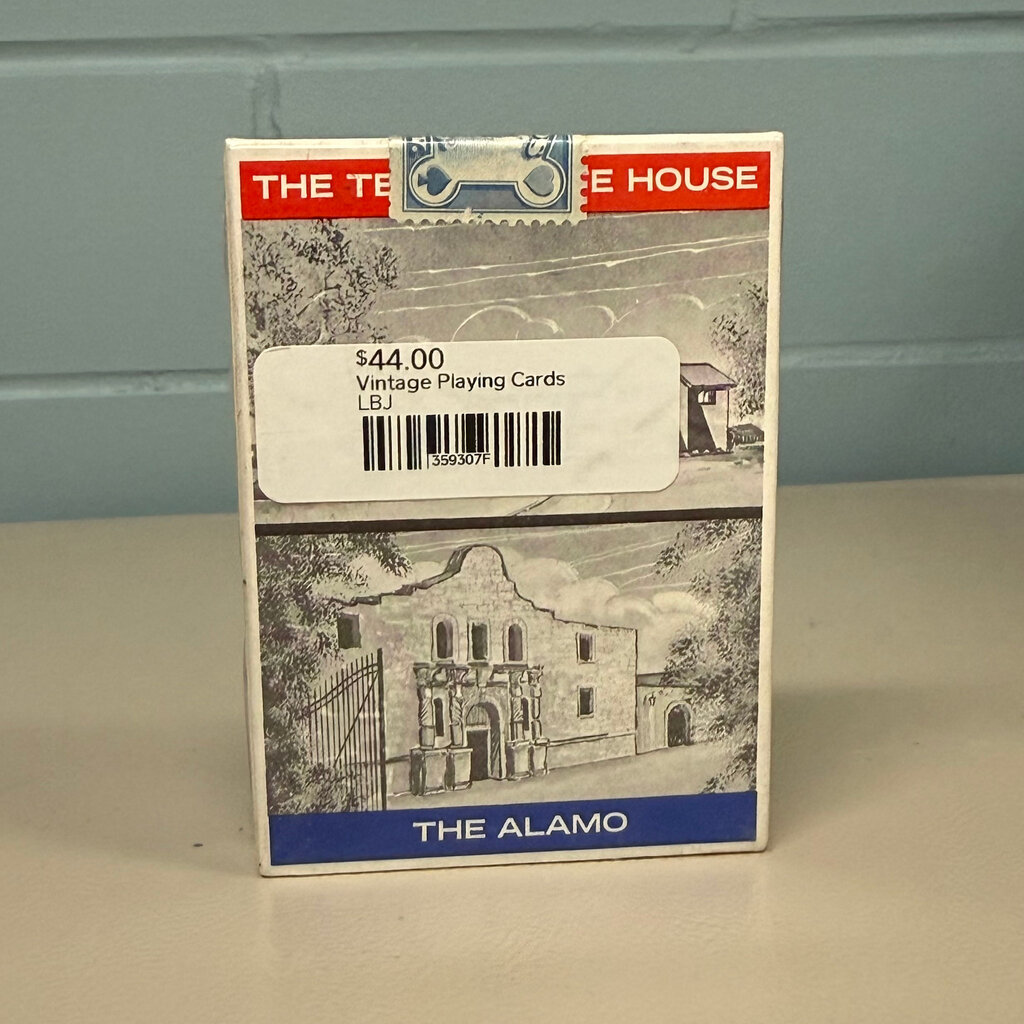 THE TE E HOUSE
$44.00
Vintage Playing Cards
LBJ
359307F
THE ALAMO